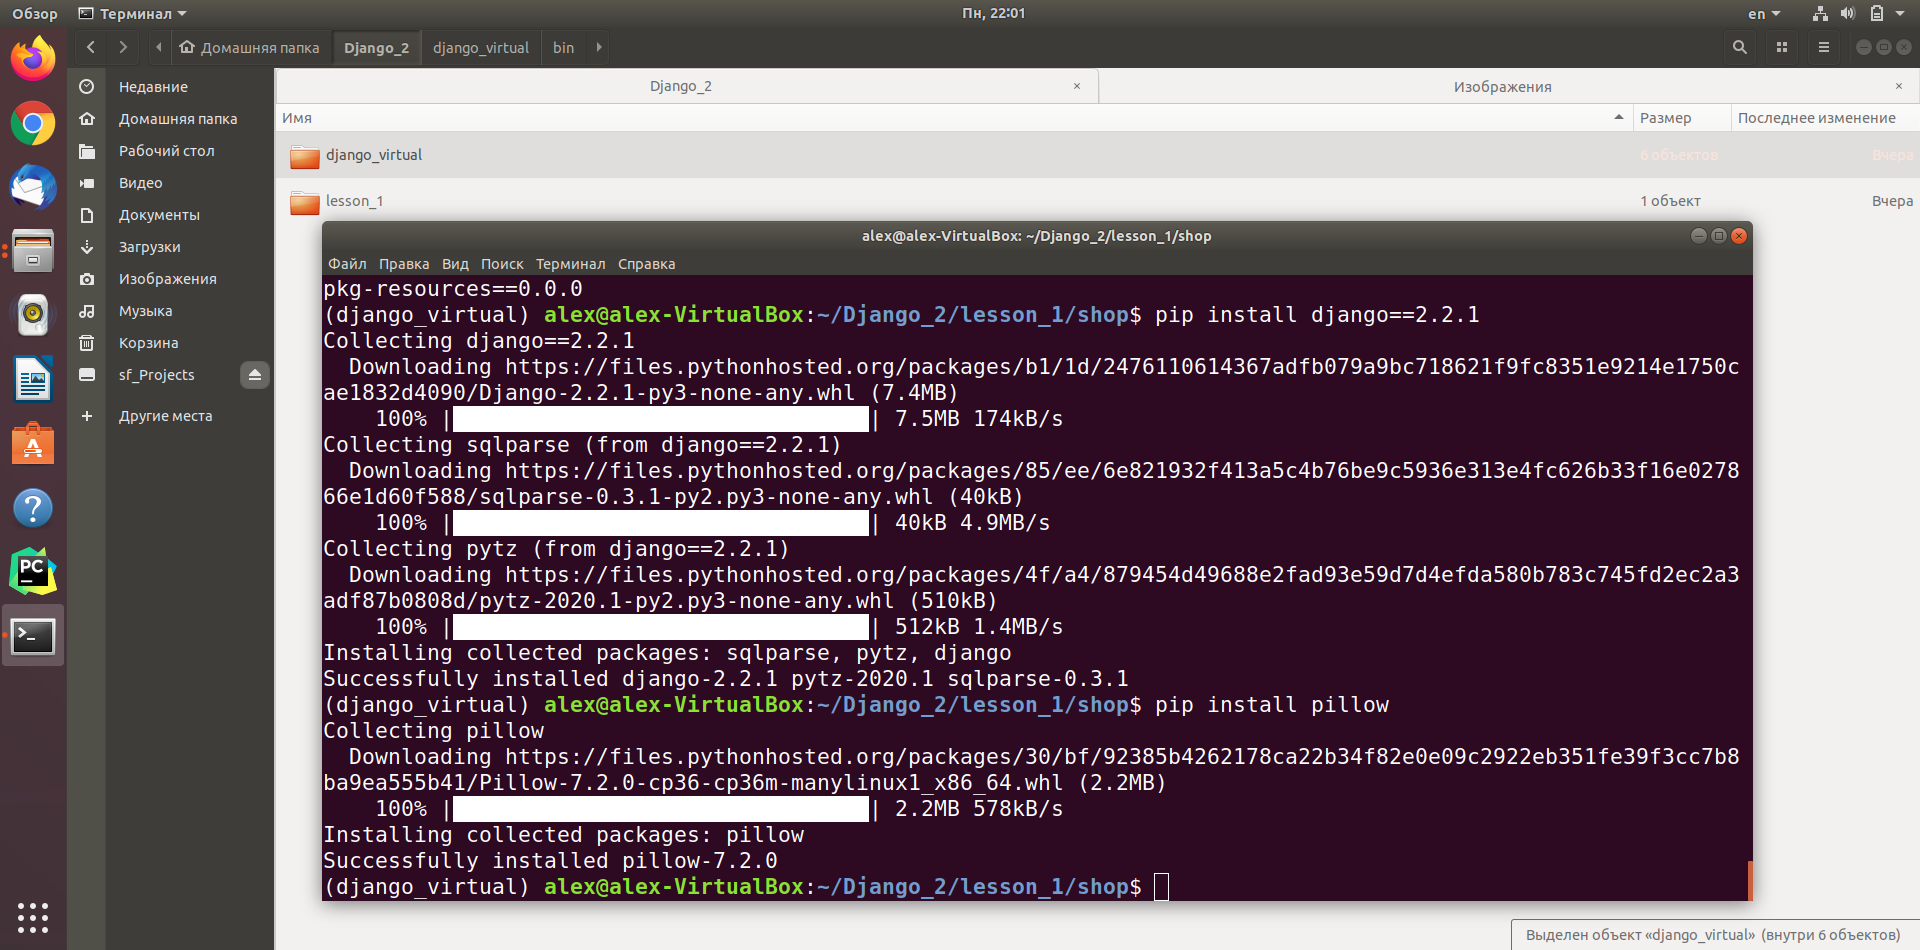 Обзор
Терминал
Пн, 22:01
en
Домашняя папка
Django_2
django_virtual
bin
Недавние
Домашняя папка
Рабочий стол
Видео
Документы
Загрузки
Изображения
Музыка
Корзина
sf_Projects
Другие места
Django_2
Изображения
Имя
Размер
Последнее изменение
django_virtual
6 объектов
Вчера
lesson_1
1 объект
Вчера
alex@alex-VirtualBox: ~/Django_2/lesson_1/shop
Файл Правка Вид Поиск Терминал Справка
pkg-resources==0.0.0
(django_virtual) alex@alex-VirtualBox:~/Django_2/lesson_1/shop$ pip install django==2.2.1
Collecting django==2.2.1
Downloading https://files.pythonhosted.org/packages/b1/1d/2476110614367adfb079a9bc718621f9fc8351e9214e1750c
ae1832d4090/Django-2.2.1-py3-none-any.whl (7.4MB)
100% | | 7.5MB 174kB/s
Collecting sqlparse (from django==2.2.1)
Downloading https://files.pythonhosted.org/packages/85/ee/6e821932f413a5c4b76be9c5936e313e4fc626b33f16e0278
66e1d60f588/sqlparse-0.3.1-py2.py3-none-any.whl (40kB)
100% | | 40kB 4.9MB/s
Collecting pytz (from django==2.2.1)
Downloading https://files.pythonhosted.org/packages/4f/a4/879454d49688e2fad93e59d7d4efda580b783c745fd2ec2a3
adf87b0808d/pytz-2020.1-py2.py3-none-any.whl (510kB)
100% | | 512kB 1.4MB/s
Installing collected packages: sqlparse, pytz, django
Successfully installed django-2.2.1 pytz-2020.1 sqlparse-0.3.1
(django_virtual) alex@alex-VirtualBox:~/Django_2/lesson_1/shop$ pip install pillow
Collecting pillow
Downloading https://files.pythonhosted.org/packages/30/bf/92385b4262178ca22b34f82e0e09c2922eb351fe39f3cc7b8
ba9ea555b41/Pillow-7.2.0-cp36-cp36m-manylinux1_x86_64.whl (2.2MB)
100% | | 2.2MB 578kB/s
Installing collected packages: pillow
Successfully installed pillow-7.2.0
(django_virtual) alex@alex-VirtualBox:~/Django_2/lesson_1/shop$
Выделен объект «django_virtual» (внутри 6 объектов)
PC